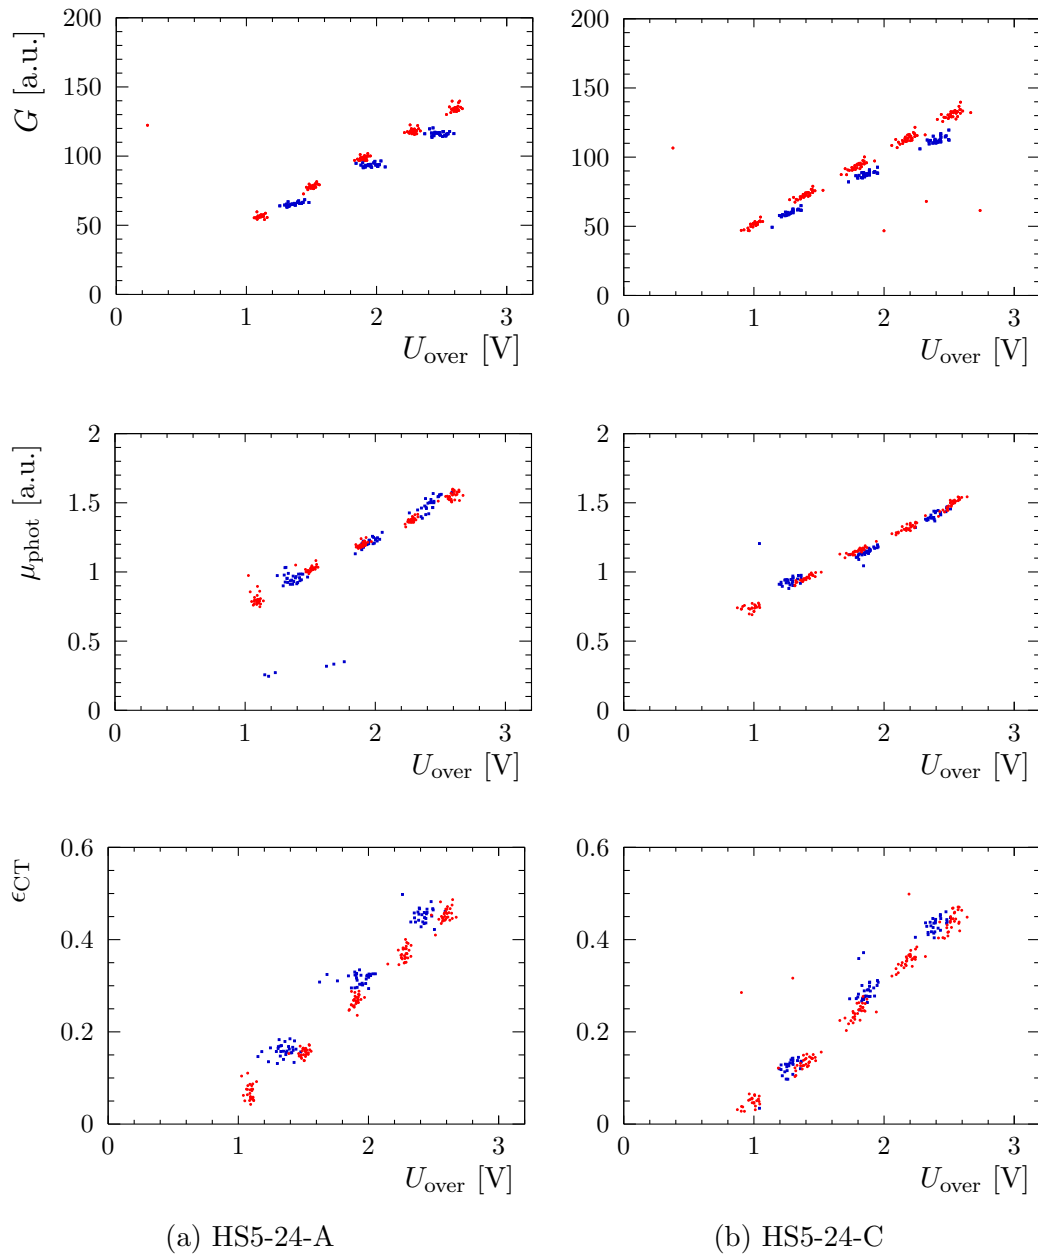 G [a.u.]
200
150
100
50
0
0 1 2 3
U_over [V]
200
150
100
50
0
0 1 2 3
U_over [V]
μ_phot [a.u.]
2
1.5
1
0.5
0
0 1 2 3
U_over [V]
2
1.5
1
0.5
0
0 1 2 3
U_over [V]
ϵ_CT
0.6
0.4
0.2
0
0 1 2 3
U_over [V]
0.6
0.4
0.2
0
0 1 2 3
U_over [V]
(a) HS5-24-A
(b) HS5-24-C